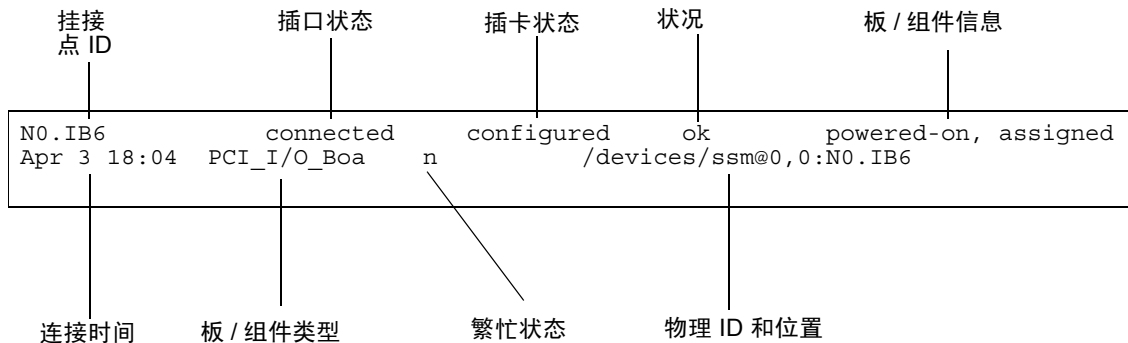 挂接
点 ID
插口状态
插卡状态
状况
板 / 组件信息
N0.IB6 connected configured ok powered-on, assigned
Apr 3 18:04 PCI_I/O_Boa n /devices/ssm@0,0:N0.IB6
连接时间
板 / 组件类型
繁忙状态
物理 ID 和位置